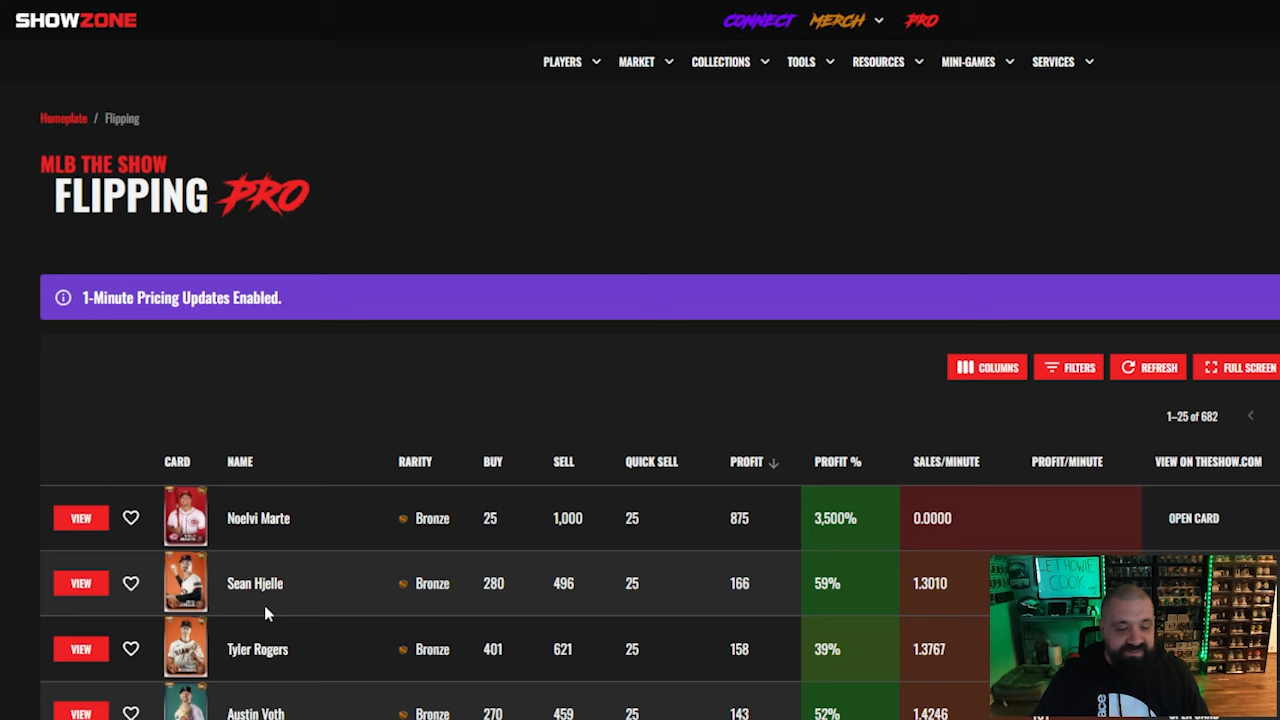 SHOWZONE
CONNECT MERCH PRO
PLAYERS MARKET COLLECTIONS TOOLS RESOURCES MINI-GAMES SERVICES
Homeplate / Flipping
MLB THE SHOW
FLIPPING PRO
1-Minute Pricing Updates Enabled.
COLUMNS FILTERS REFRESH FULL SCREEN
1–25 of 682
CARD NAME RARITY BUY SELL QUICK SELL PROFIT PROFIT % SALES/MINUTE PROFIT/MINUTE VIEW ON THESHOW.COM
VIEW Noelvi Marte Bronze 25 1,000 25 875 3,500% 0.0000 OPEN CARD
VIEW Sean Hjelle Bronze 280 496 25 166 59% 1.3010
LET HOWIE
COOK
VIEW Tyler Rogers Bronze 401 621 25 158 39% 1.3767
VIEW Austin Voth Bronze 270 459 25 143 52% 1.4246